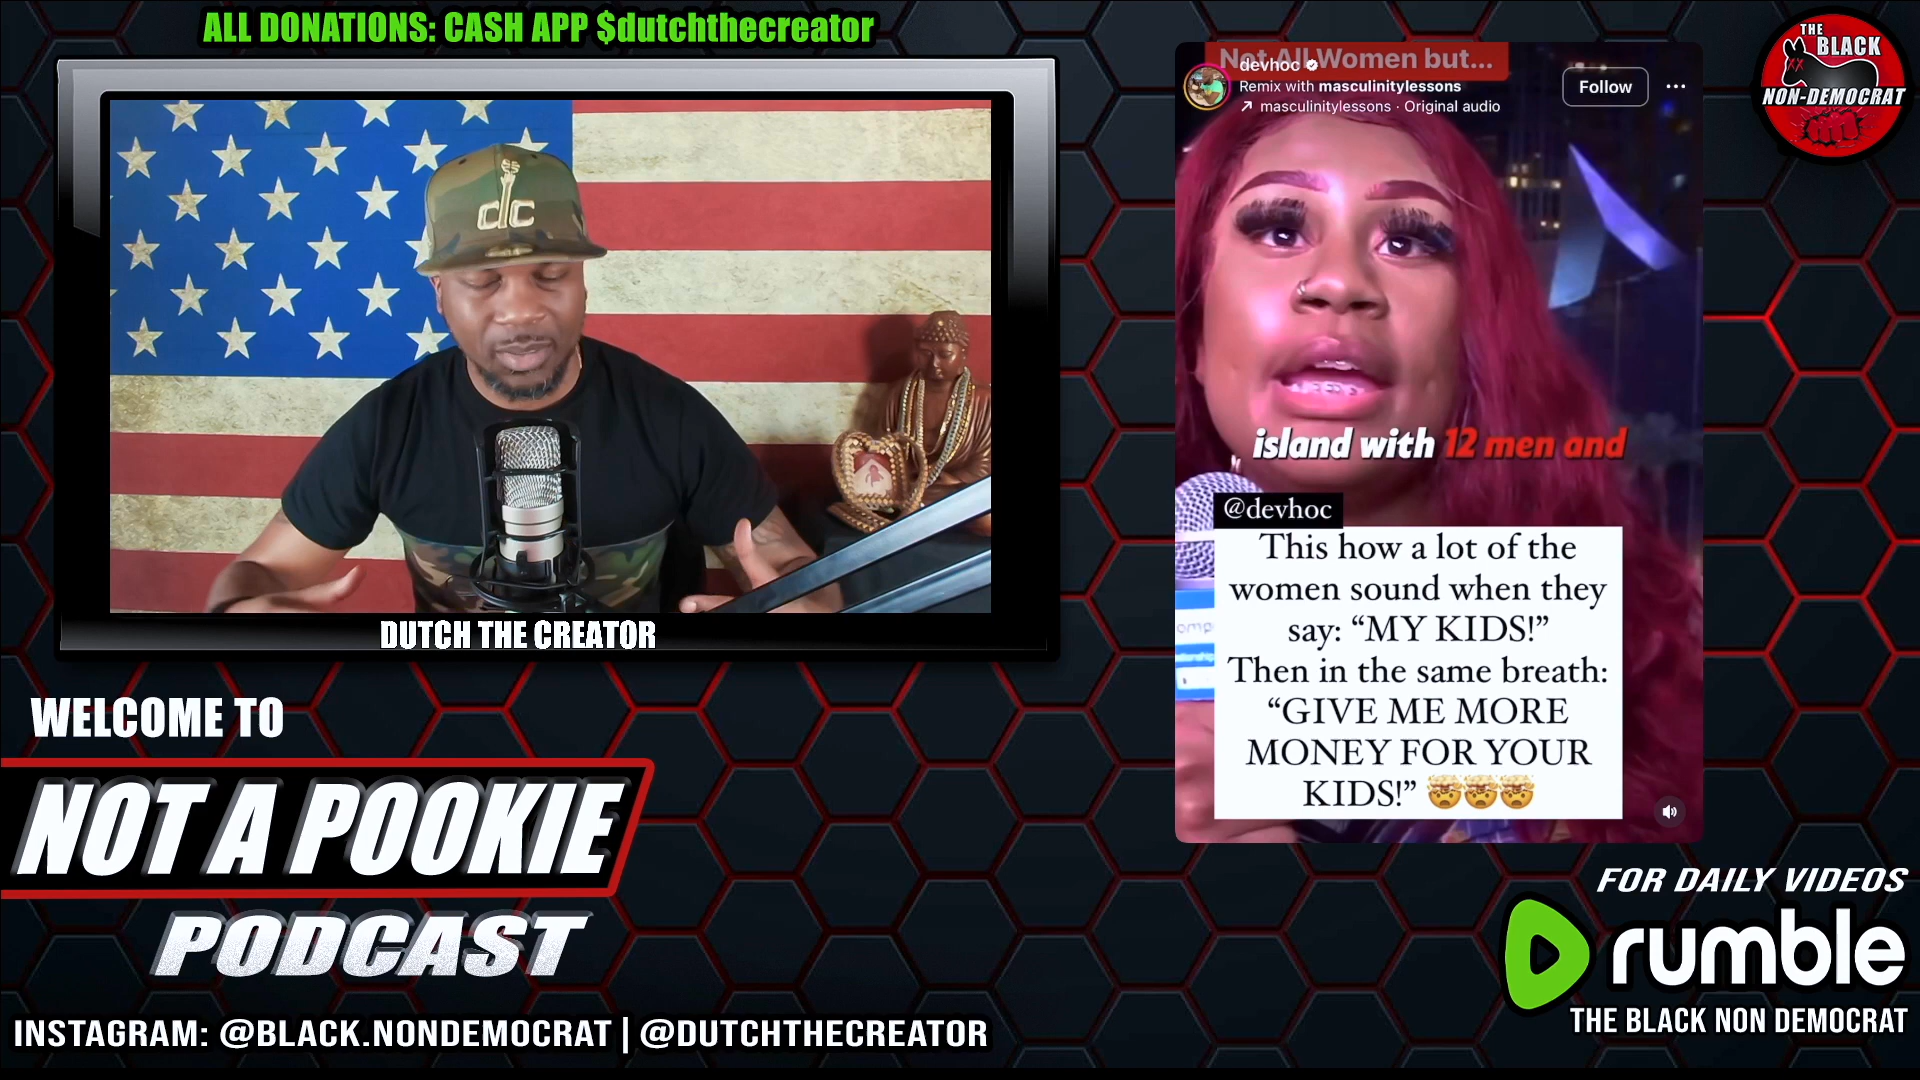 ALL DONATIONS: CASH APP $dutchthecreator
THE
BLACK
NON-DEMOCRAT
dc
DUTCH THE CREATOR
Not All Women but...
devhoc
Remix with masculinitylessons
masculinitylessons · Original audio
Follow
island with 12 men and
@devhoc
This how a lot of the
women sound when they
say: “MY KIDS!”
Then in the same breath:
“GIVE ME MORE
MONEY FOR YOUR
KIDS!” 🤯🤯🤯
WELCOME TO
NOT A POOKIE
PODCAST
INSTAGRAM: @BLACK.NONDEMOCRAT | @DUTCHTHECREATOR
FOR DAILY VIDEOS
rumble
THE BLACK NON DEMOCRAT